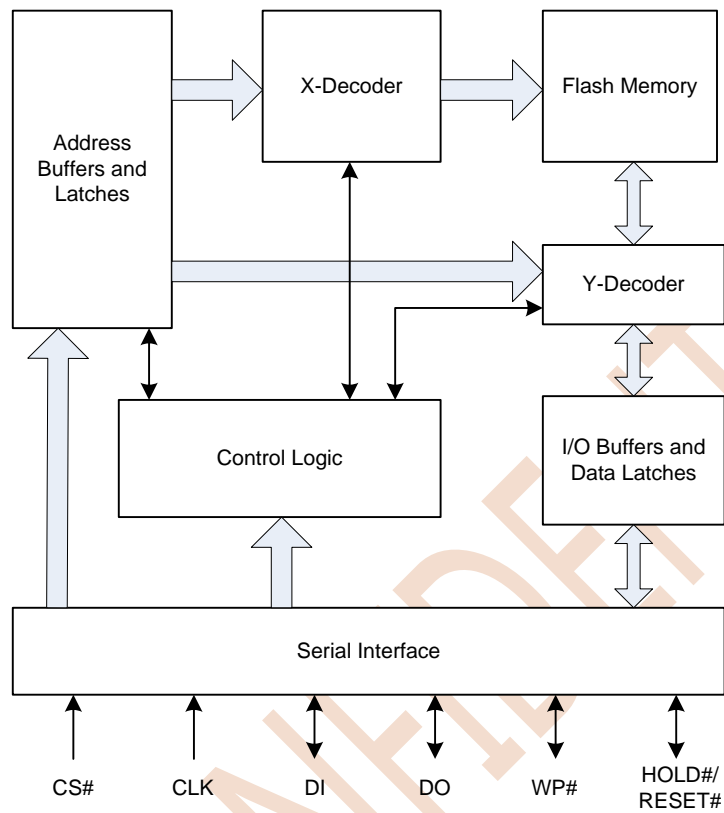 X-Decoder
Flash Memory
Address
Buffers and
Latches
Y-Decoder
Control Logic
I/O Buffers and
Data Latches
Serial Interface
CS#
CLK
DI
DO
WP#
HOLD#/
RESET#